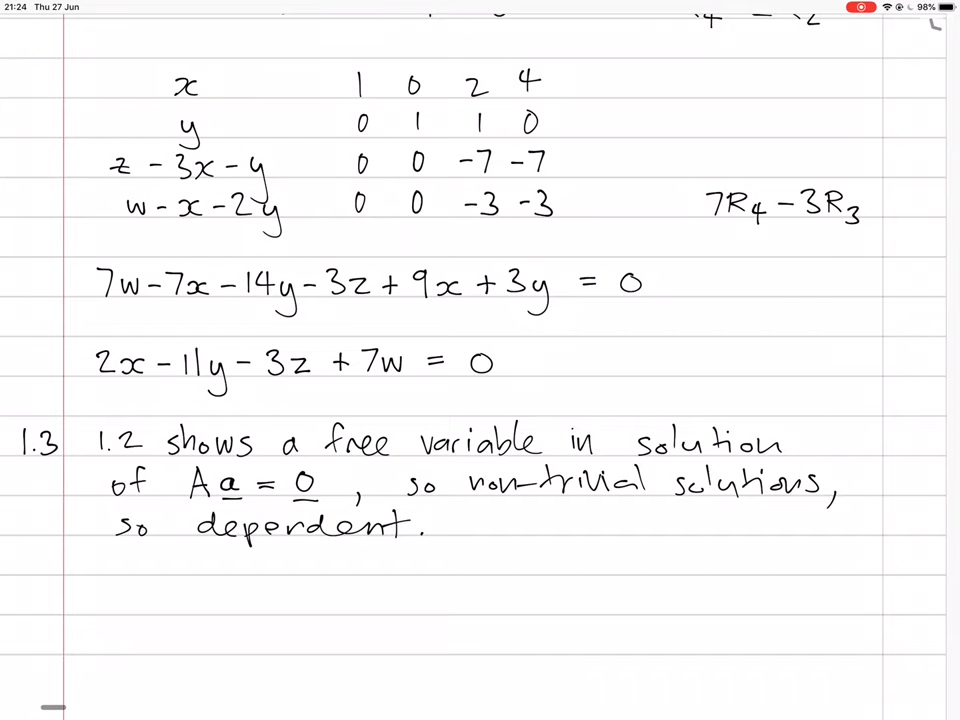 21:24 Thu 27 Jun 98%
x 1 0 2 4
y 0 1 1 0
z - 3x - y 0 0 -7 -7
w - x - 2y 0 0 -3 -3 7R₄ - 3R₃
7w - 7x - 14y - 3z + 9x + 3y = 0
2x - 11y - 3z + 7w = 0
1.3 1.2 shows a free variable in solution
of A a = 0 , so non-trivial solutions,
so dependent.